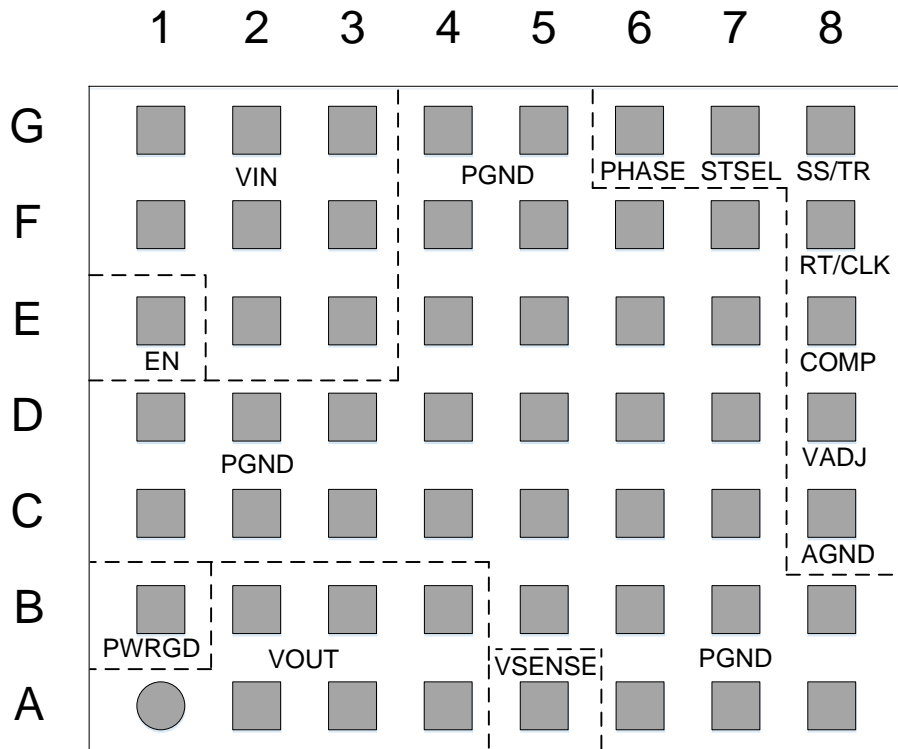 1 2 3 4 5 6 7 8
G
VIN PGND PHASE STSEL SS/TR
F
RT/CLK
E
EN COMP
D
PGND VADJ
C
AGND
B
PWRGD VOUT VSENSE PGND
A